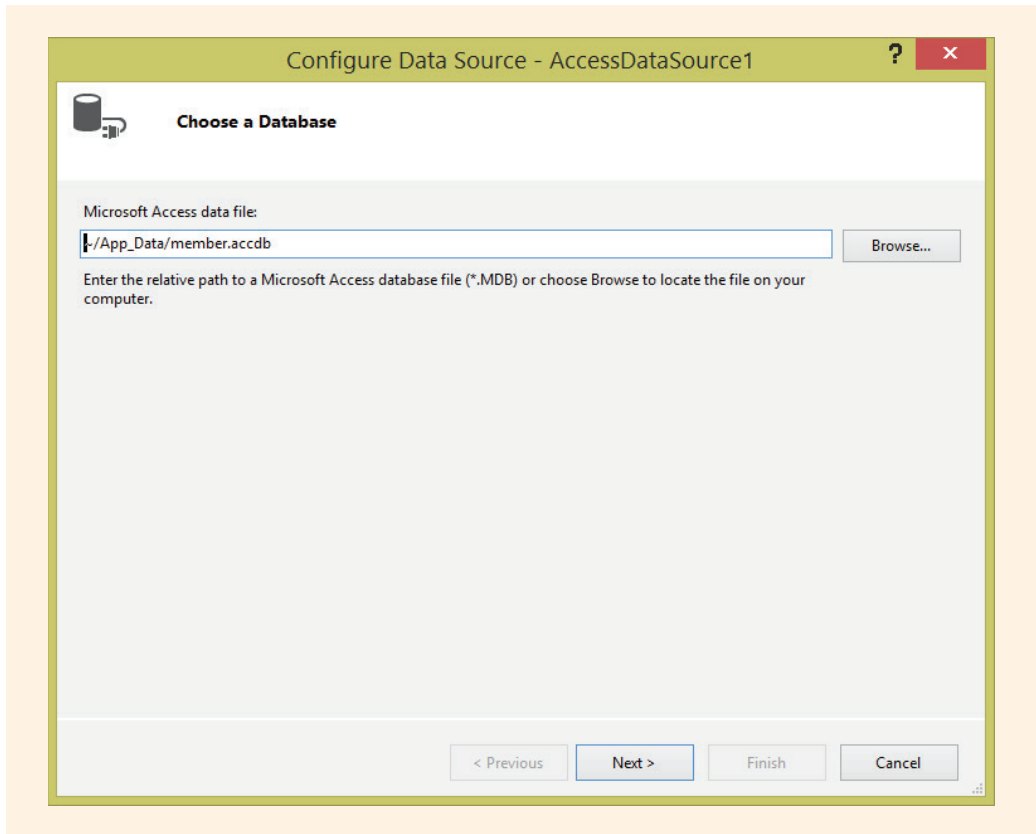 Configure Data Source - AccessDataSource1
?
Choose a Database
Microsoft Access data file:
~/App_Data/member.accdb
Browse...
Enter the relative path to a Microsoft Access database file (*.MDB) or choose Browse to locate the file on your
computer.
< Previous
Next >
Finish
Cancel